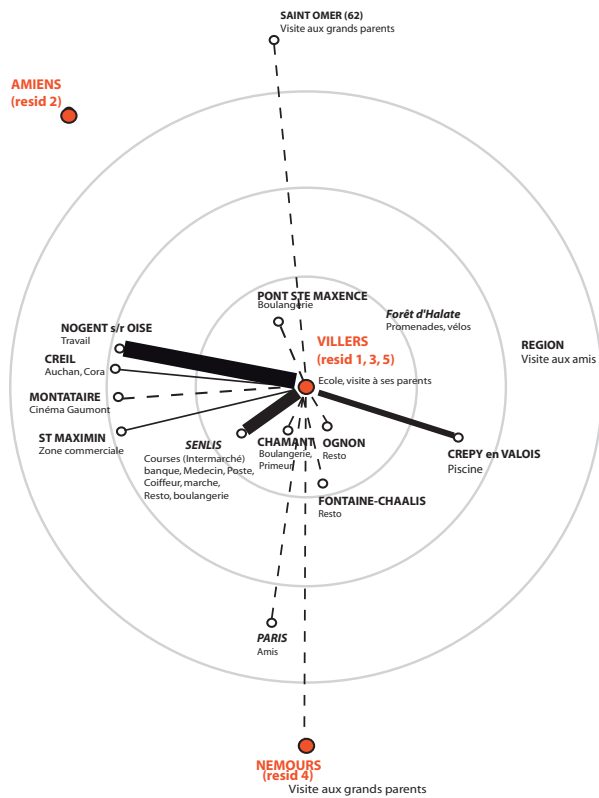 SAINT OMER (62)
Visite aux grands parents
AMIENS
(resid 2)
PONT STE MAXENCE
Boulangerie
Forêt d'Halate
Promenades, vélos
NOGENT s/r OISE
Travail
VILLERS
(resid 1, 3, 5)
REGION
Visite aux amis
CREIL
Auchan, Cora
Ecole, visite à ses parents
MONTATAIRE
Cinéma Gaumont
ST MAXIMIN
Zone commerciale
SENLIS
Courses (Intermarché)
banque, Medecin, Poste,
Coiffeur, marche,
Resto, boulangerie
CHAMANT
Boulangerie,
Primeur
OGNON
Resto
CREPY en VALOIS
Piscine
FONTAINE-CHAALIS
Resto
PARIS
Amis
NEMOURS
(resid 4)
Visite aux grands parents